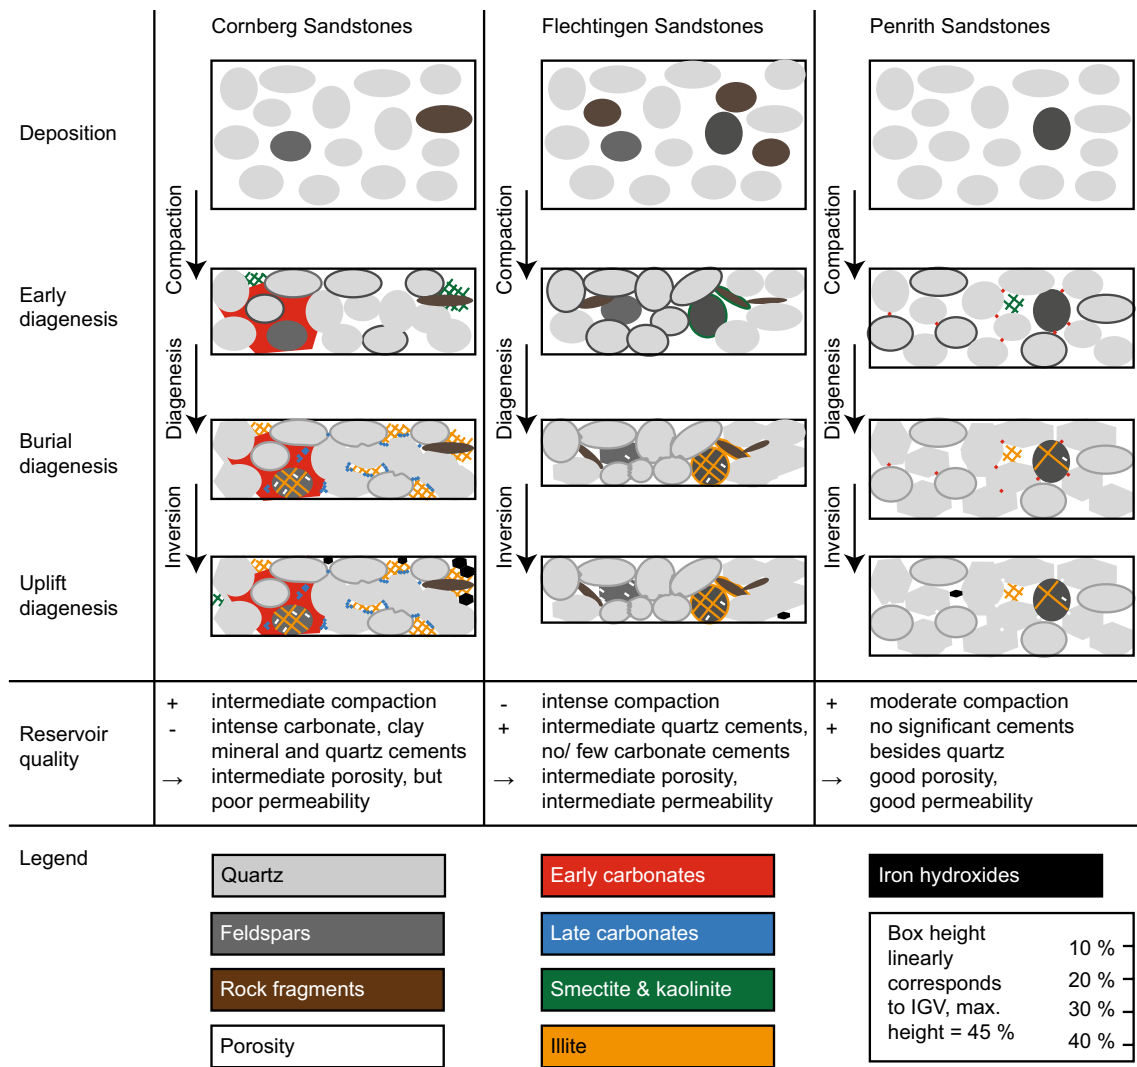 Cornberg Sandstones
Flechtingen Sandstones
Penrith Sandstones
Deposition
Compaction
Compaction
Compaction
Early
diagenesis
Diagenesis
Diagenesis
Diagenesis
Burial
diagenesis
Inversion
Inversion
Inversion
Uplift
diagenesis
Reservoir
quality
+ intermediate compaction
- intense carbonate, clay
mineral and quartz cements
→ intermediate porosity, but
poor permeability
- intense compaction
+ intermediate quartz cements,
no/ few carbonate cements
→ intermediate porosity,
intermediate permeability
+ moderate compaction
+ no significant cements
besides quartz
→ good porosity,
good permeability
Legend
Quartz
Feldspars
Rock fragments
Porosity
Early carbonates
Late carbonates
Smectite & kaolinite
Illite
Iron hydroxides
Box height
linearly
corresponds
to IGV, max.
height = 45 %
10 %
20 %
30 %
40 %